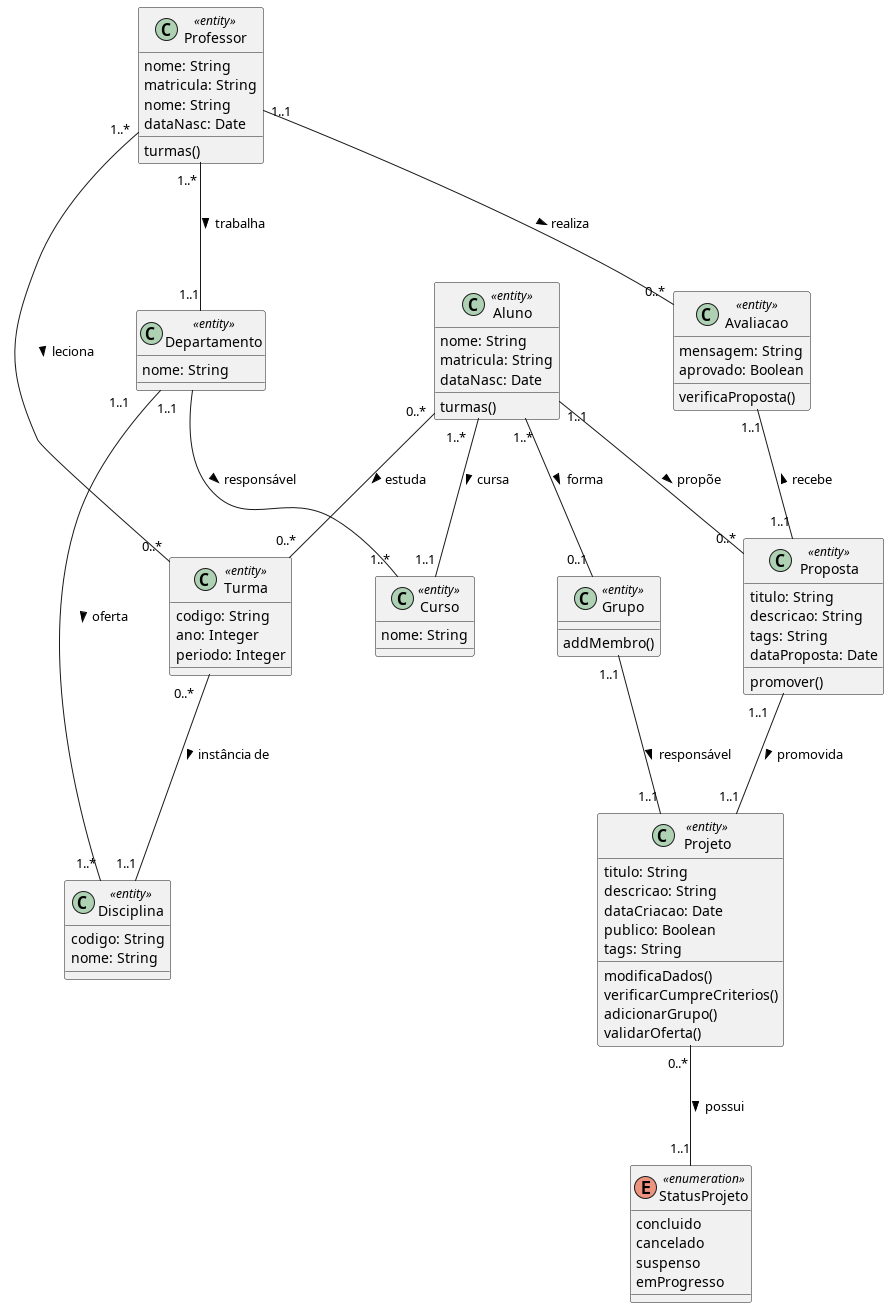 «entity»
Professor
nome: String
matricula: String
nome: String
dataNasc: Date
turmas()
1..*
1..1
1..*
trabalha
realiza
1..1
0..*
leciona
«entity»
Departamento
nome: String
«entity»
Aluno
nome: String
matricula: String
dataNasc: Date
turmas()
«entity»
Avaliacao
mensagem: String
aprovado: Boolean
verificaProposta()
1..1
1..1
0..*
1..*
1..*
1..1
1..1
responsável
estuda
cursa
forma
propõe
recebe
0..*
0..*
1..*
1..1
0..1
0..*
1..1
«entity»
Turma
codigo: String
ano: Integer
periodo: Integer
«entity»
Curso
nome: String
«entity»
Grupo
addMembro()
«entity»
Proposta
titulo: String
descricao: String
tags: String
dataProposta: Date
promover()
oferta
0..*
1..1
1..1
instância de
responsável
promovida
1..*
1..1
1..1
1..1
«entity»
Disciplina
codigo: String
nome: String
«entity»
Projeto
titulo: String
descricao: String
dataCriacao: Date
publico: Boolean
tags: String
modificaDados()
verificarCumpreCriterios()
adicionarGrupo()
validarOferta()
0..*
possui
1..1
«enumeration»
StatusProjeto
concluido
cancelado
suspenso
emProgresso